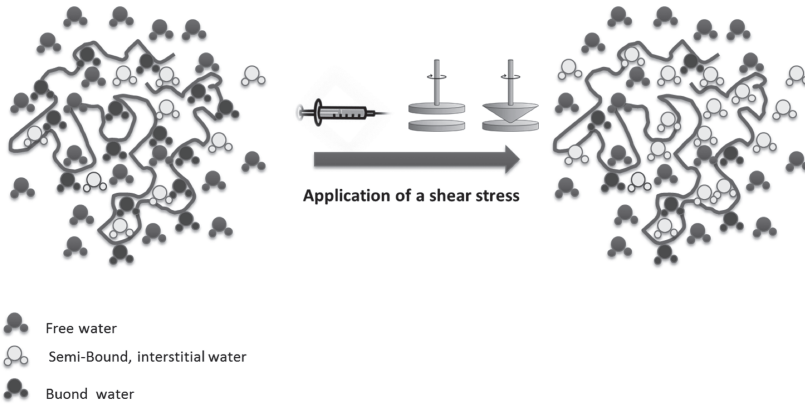 Application of a shear stress
Free water
Semi-Bound, interstitial water
Buond water